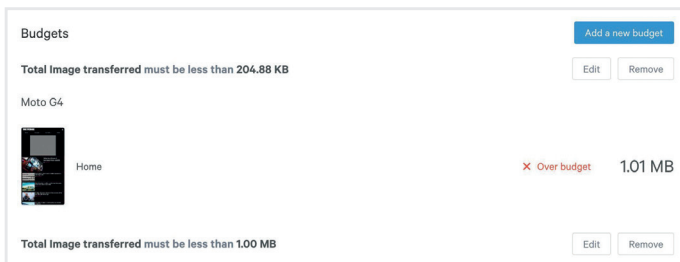 Budgets
Add a new budget
Total Image transferred must be less than 204.88 KB
Edit
Remove
Moto G4
Home
× Over budget
1.01 MB
Total Image transferred must be less than 1.00 MB
Edit
Remove